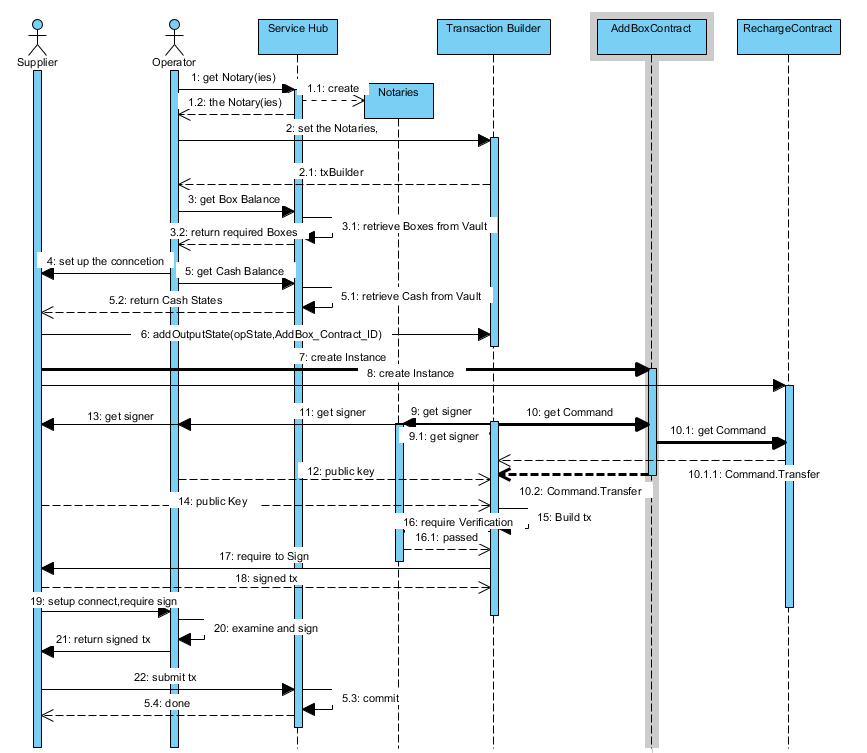 Service Hub
Transaction Builder
AddBoxContract
RechargeContract
Supplier
Operator
1: get Notary(ies)
1.1: create
Notaries
1.2: the Notary(ies)
2: set the Notaries,
2.1: txBuilder
3: get Box Balance
3.1: retrieve Boxes from Vault
3.2: return required Boxes
4: set up the conncetion
5: get Cash Balance
5.1: retrieve Cash from Vault
5.2: return Cash States
6: addOutputState(opState,AddBox_Contract_ID)
7: create Instance
8: create Instance
13: get signer
11: get signer
9: get signer
10: get Command
9.1: get signer
10.1: get Command
12: public key
10.1.1: Command.Transfer
10.2: Command.Transfer
14: public Key
15: Build tx
16: require Verification
16.1: passed
17: require to Sign
18: signed tx
19: setup connect,require sign
20: examine and sign
21: return signed tx
22: submit tx
5.3: commit
5.4: done